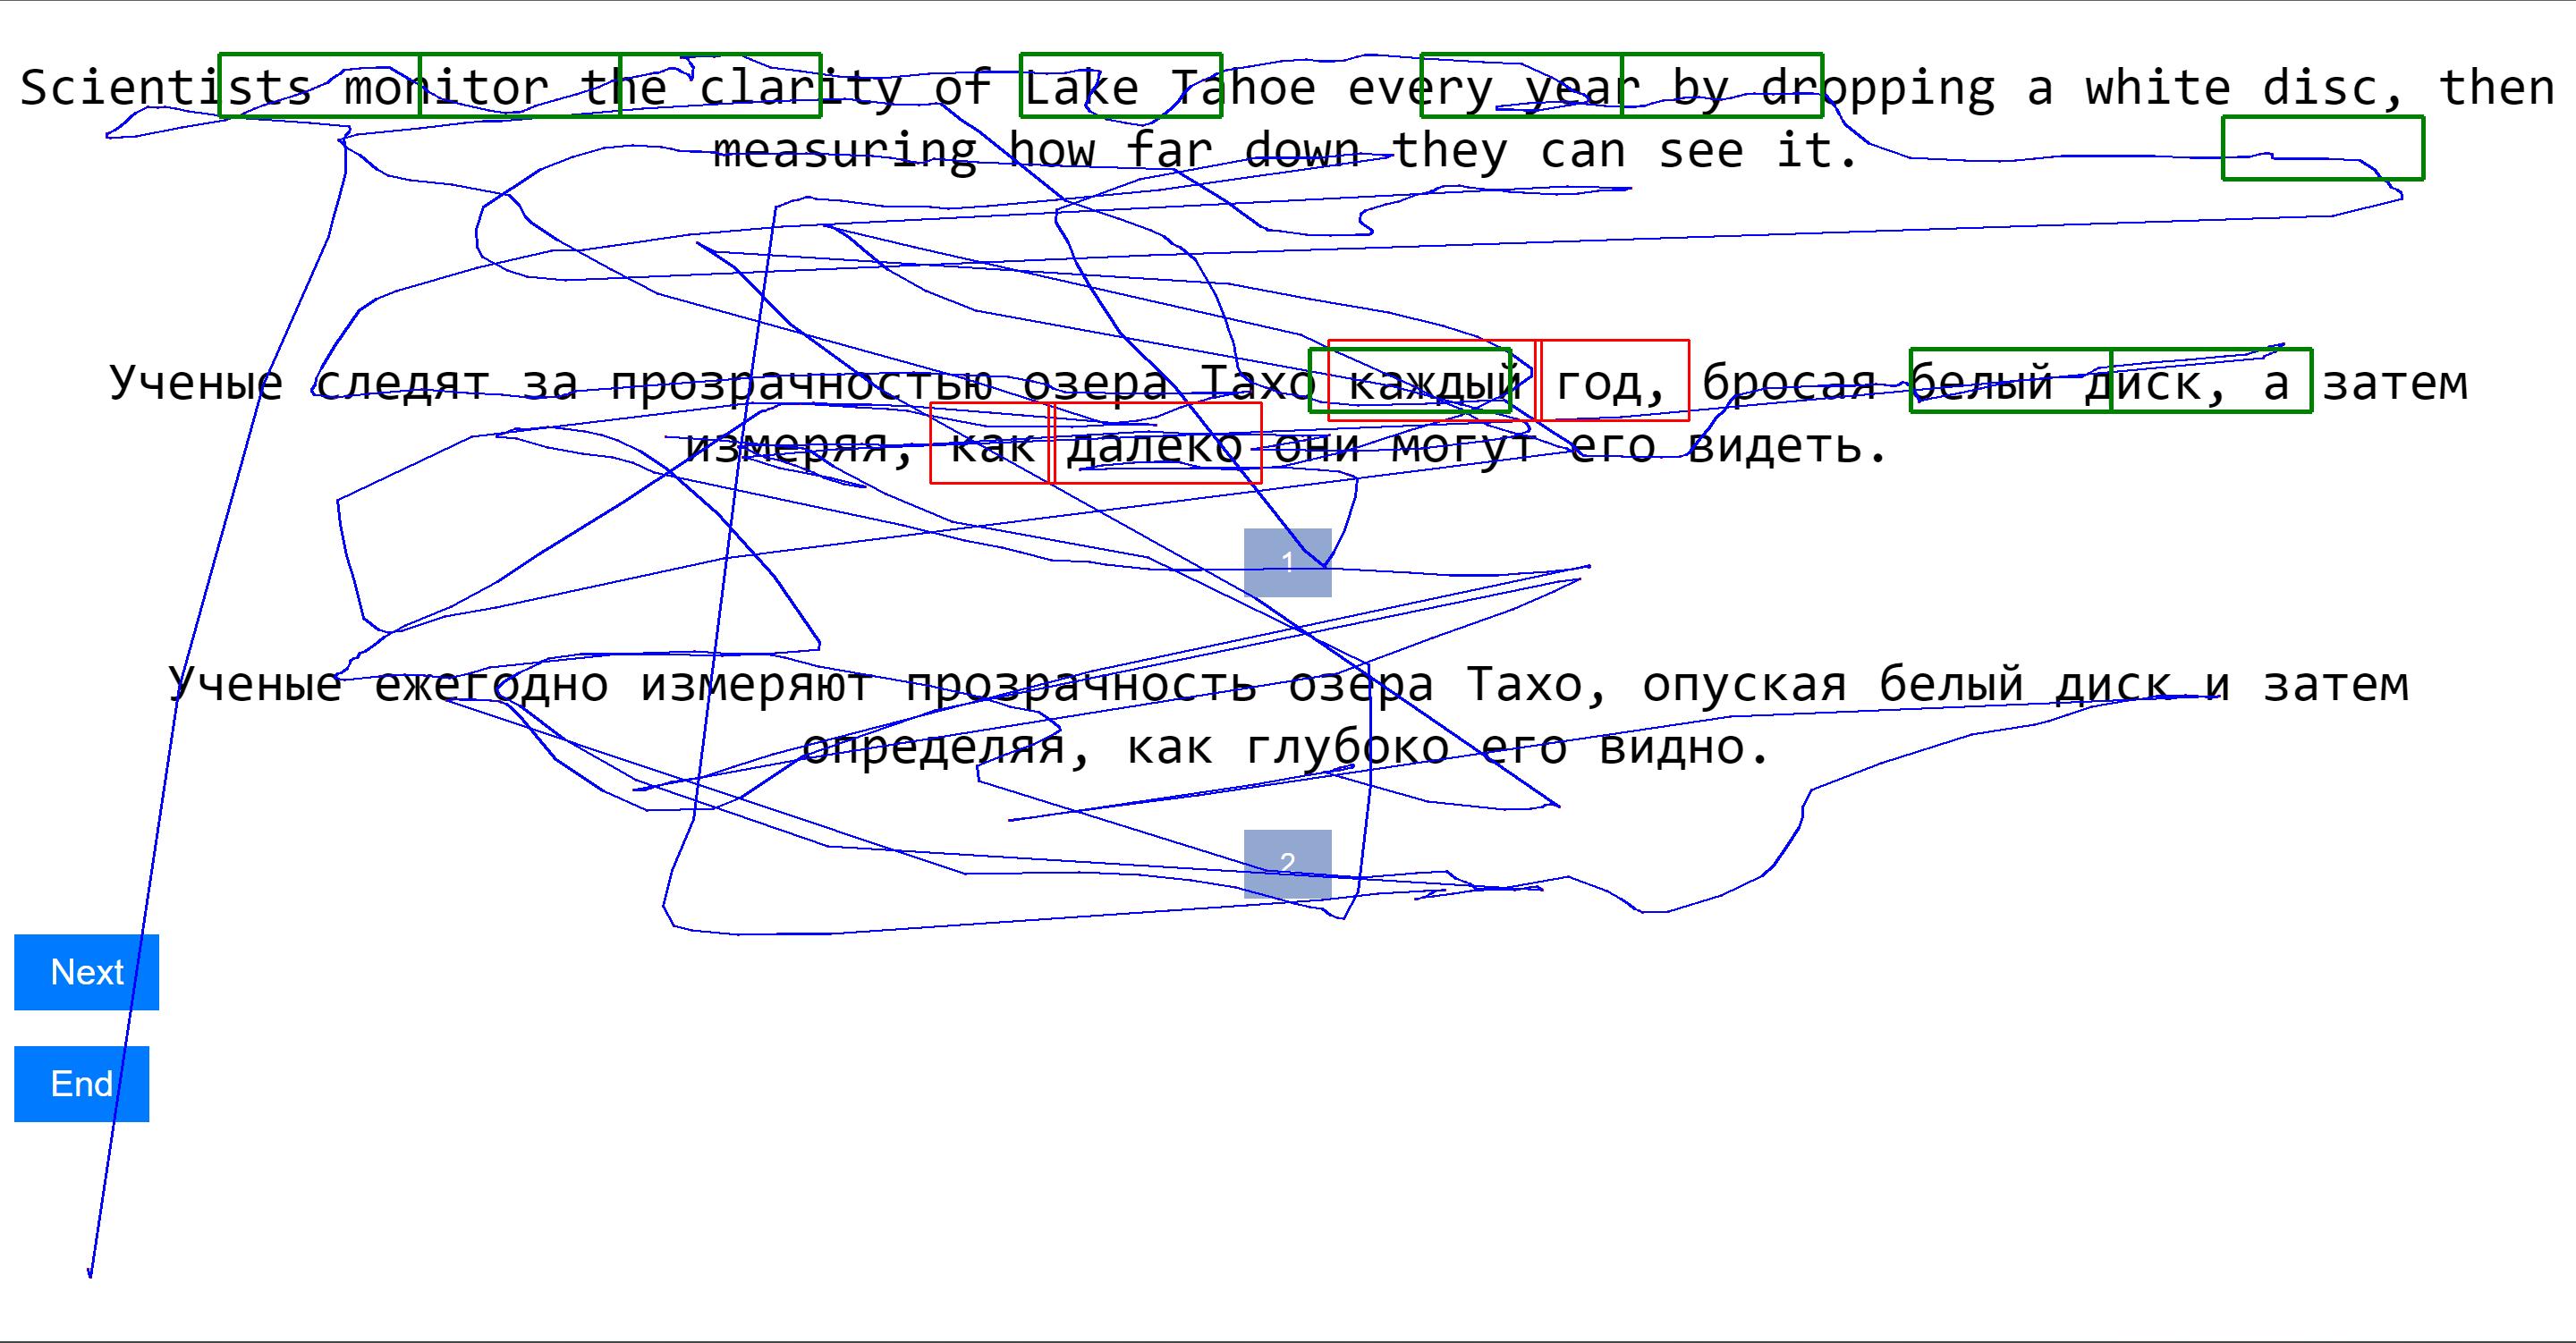 Scientists monitor the clarity of Lake Tahoe every year by dropping a white disc, then
measuring how far down they can see it.
Ученые следят за прозрачностью озера Тахо каждый год, бросая белый диск, а затем
измеряя, как далеко они могут его видеть.
1
Ученые ежегодно измеряют прозрачность озера Тахо, опуская белый диск и затем
определяя, как глубоко его видно.
2
Next
End